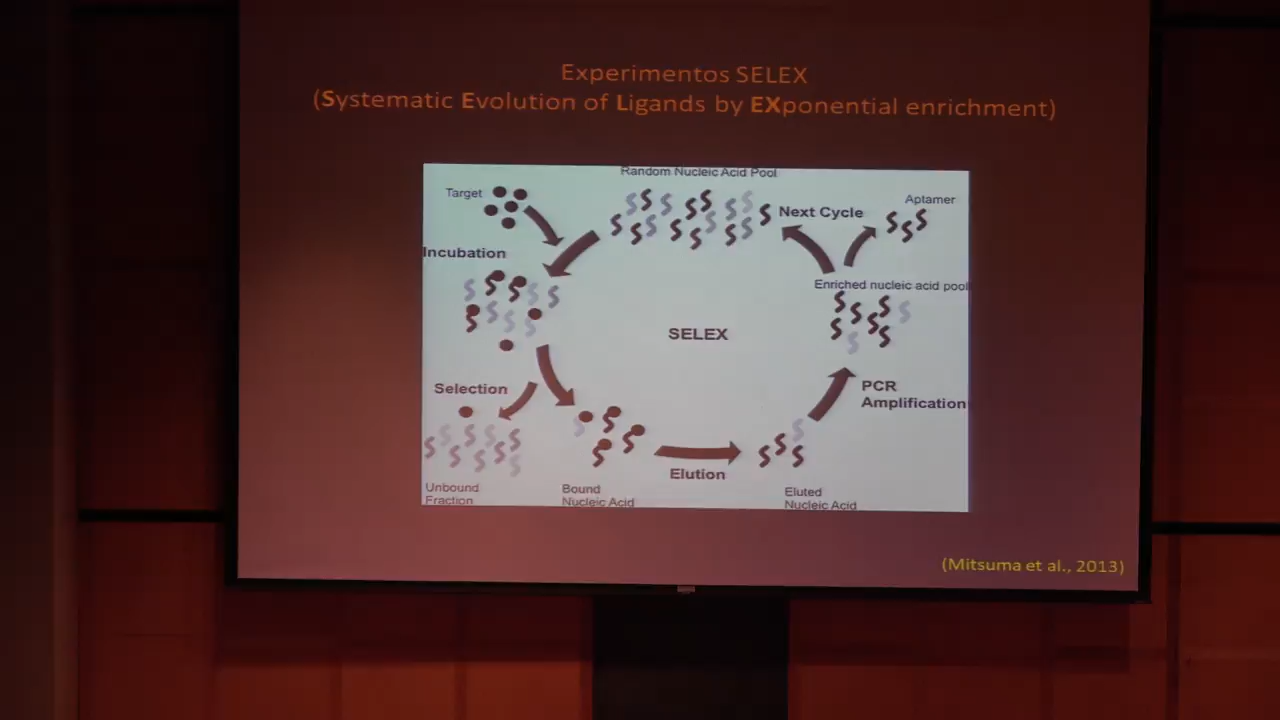 Experimentos SELEX
(Systematic Evolution of Ligands by EXponential enrichment)
Random Nucleic Acid Pool
Target
Next Cycle
Aptamer
Incubation
Enriched nucleic acid pool
SELEX
Selection
PCR
Amplification
Elution
Unbound
Fraction
Bound
Nucleic Acid
Eluted
Nucleic Acid
(Mitsuma et al., 2013)